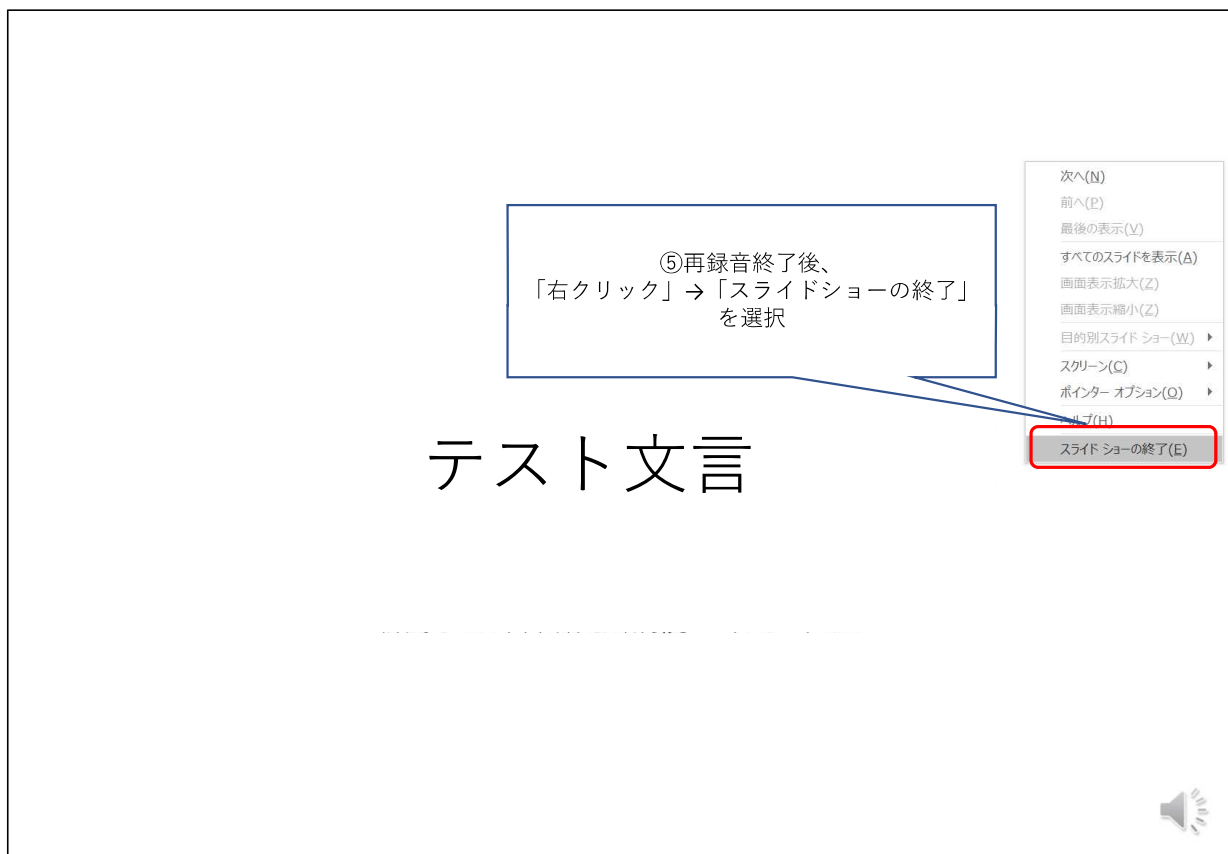 次へ(N)
前へ(P)
最後の表示(V)
すべてのスライドを表示(A)
画面表示拡大(Z)
画面表示縮小(Z)
目的別スライド ショー(W)
スクリーン(C)
ポインター オプション(O)
ヘルプ(H)
スライド ショーの終了(E)
⑤再録音終了後、
「右クリック」→「スライドショーの終了」
を選択
テスト文言